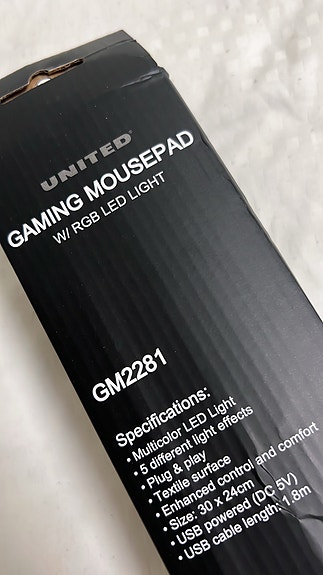 UNITED
GAMING MOUSEPAD
W/ RGB LED LIGHT
GM2281
Specifications:
• Multicolor LED Light
• 5 different light effects
• Plug & play
• Textile surface
• Enhanced control and comfort
• Size: 30 x 24cm
• USB powered (DC 5V)
• USB cable length: 1.8m